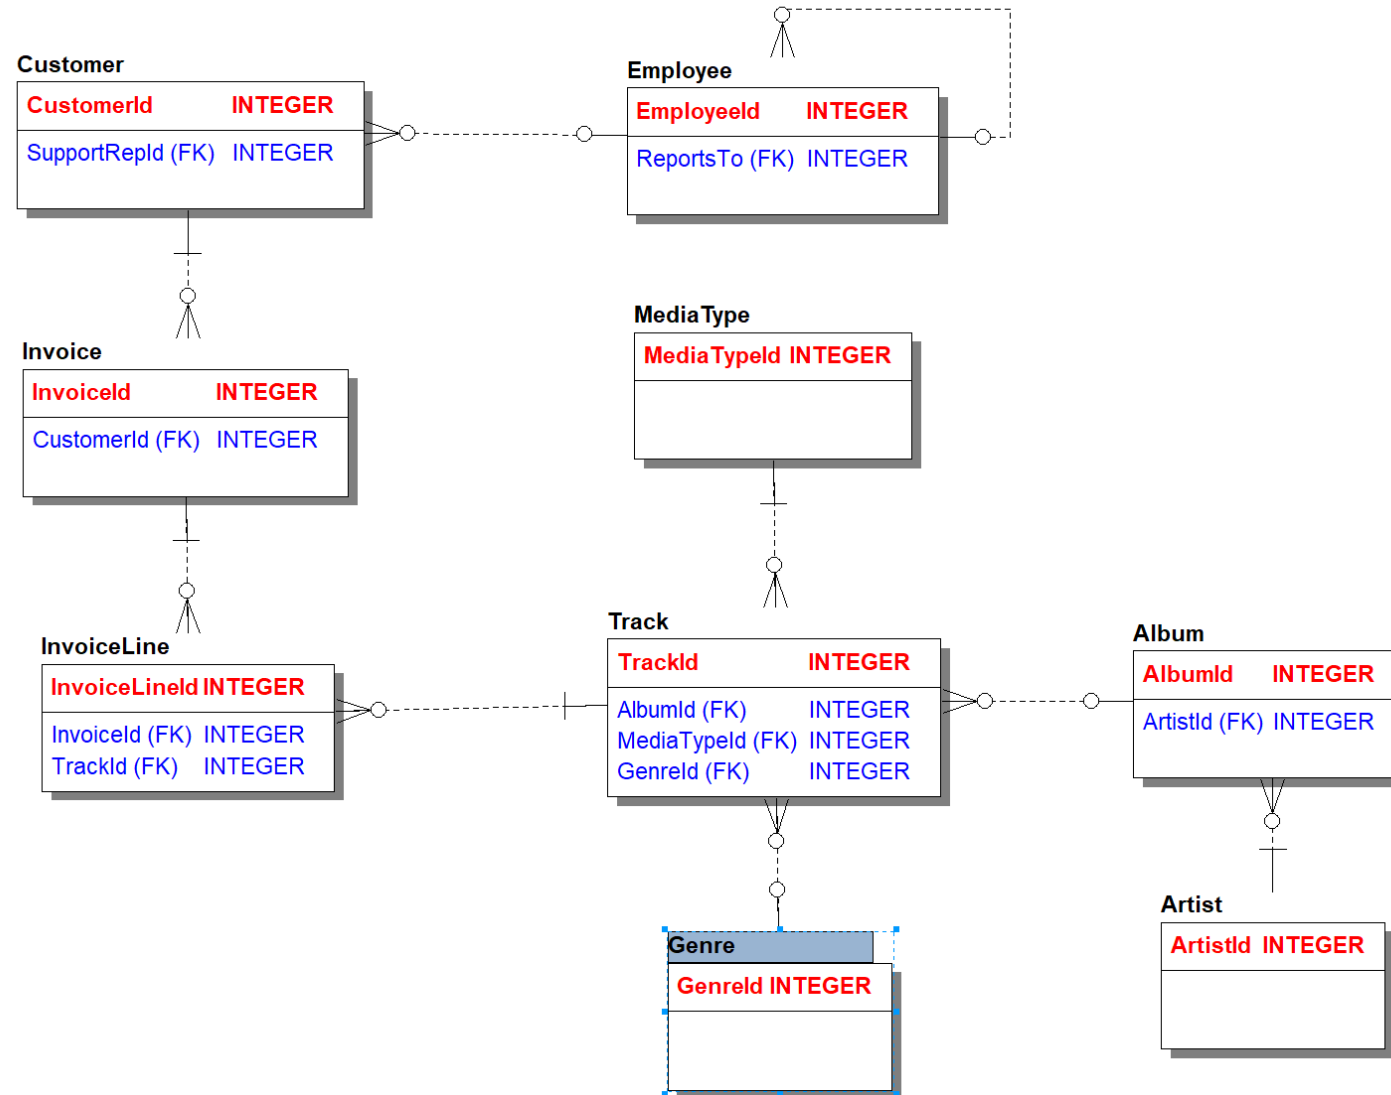 Customer
CustomerId INTEGER
SupportRepId (FK) INTEGER
Employee
EmployeeId INTEGER
ReportsTo (FK) INTEGER
Invoice
InvoiceId INTEGER
CustomerId (FK) INTEGER
MediaType
MediaTypeId INTEGER
InvoiceLine
InvoiceLineId INTEGER
InvoiceId (FK) INTEGER
TrackId (FK) INTEGER
Track
TrackId INTEGER
AlbumId (FK) INTEGER
MediaTypeId (FK) INTEGER
GenreId (FK) INTEGER
Album
AlbumId INTEGER
ArtistId (FK) INTEGER
Genre
GenreId INTEGER
Artist
ArtistId INTEGER